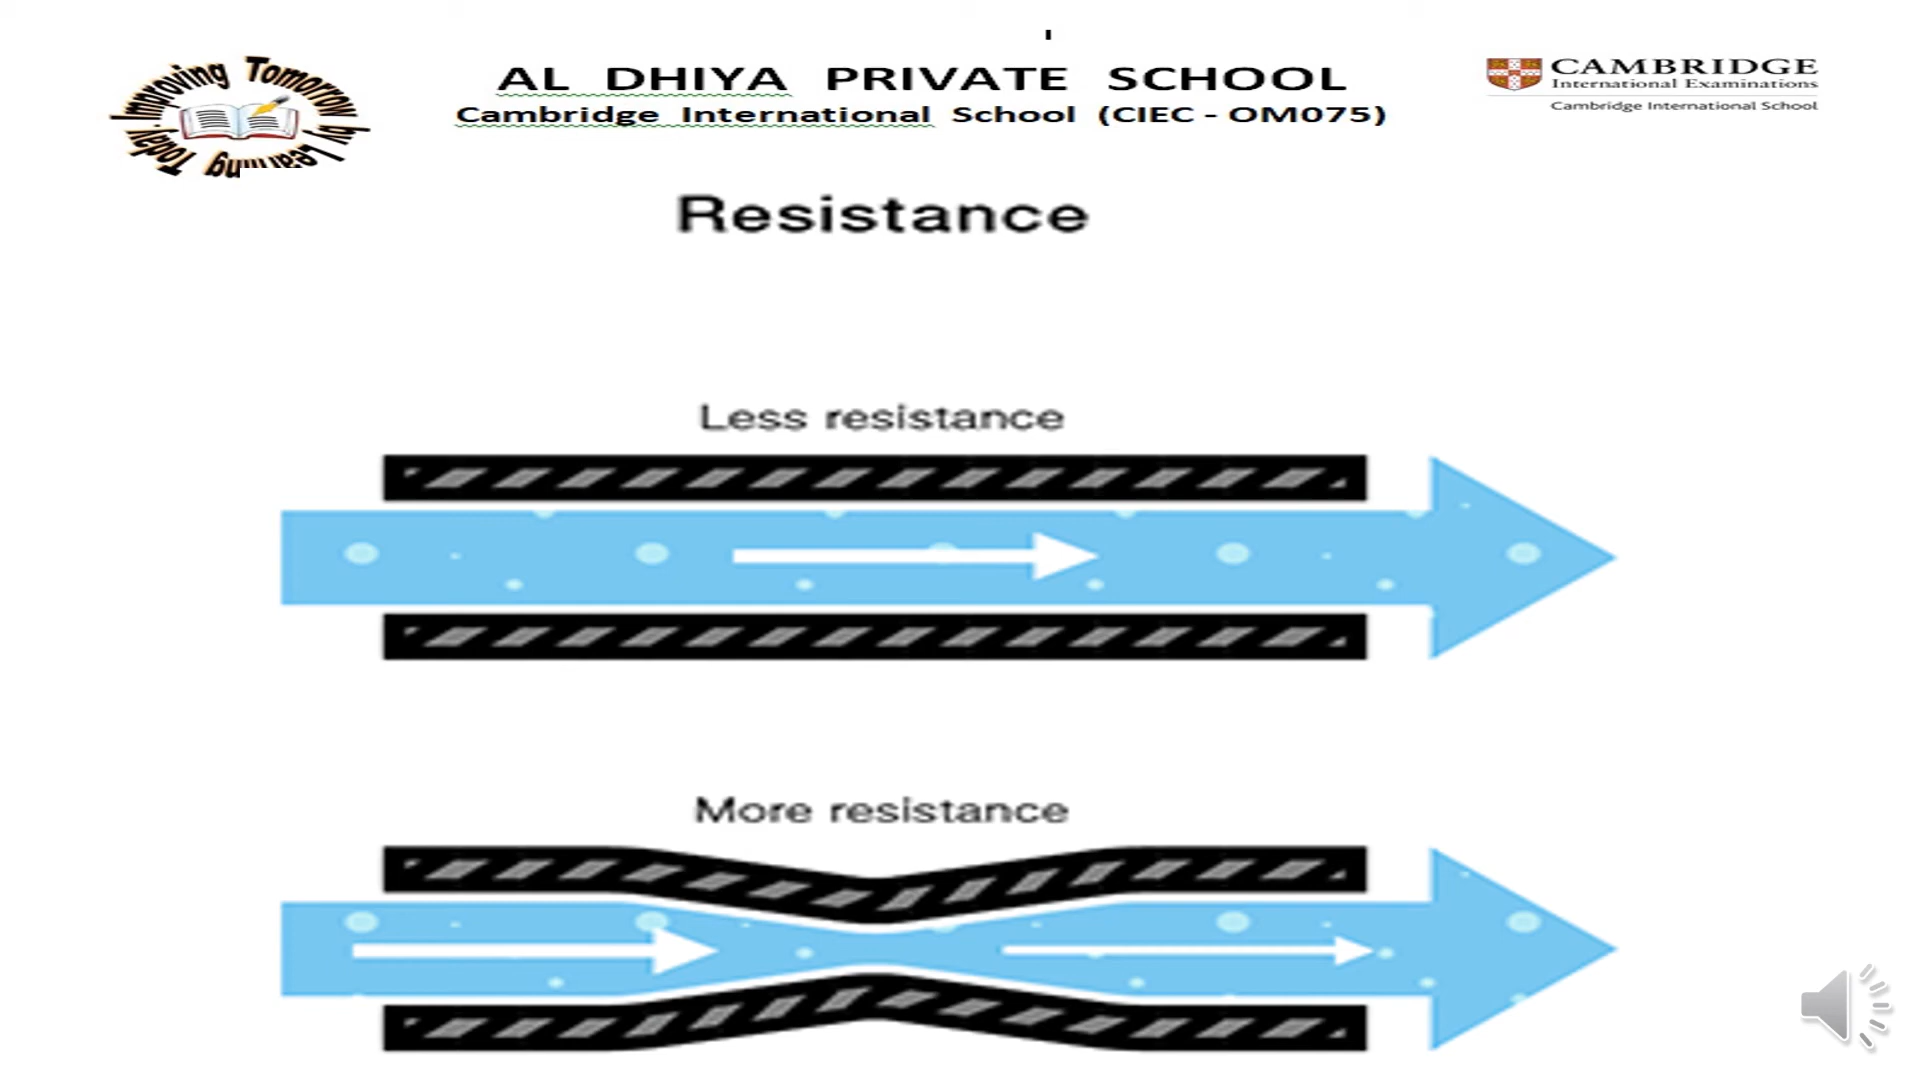 Improving Tomorrow by Learning Today.
AL DHIYA PRIVATE SCHOOL
Cambridge International School (CIEC - OM075)
CAMBRIDGE
International Examinations
Cambridge International School
Resistance
Less resistance
More resistance